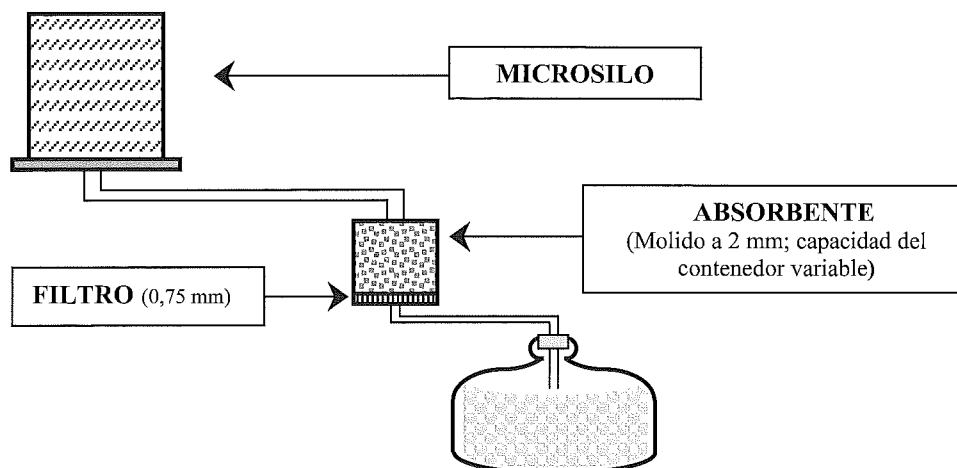 MICROSILO
ABSORBENTE
(Molido a 2 mm; capacidad del
contenedor variable)
FILTRO (0,75 mm)